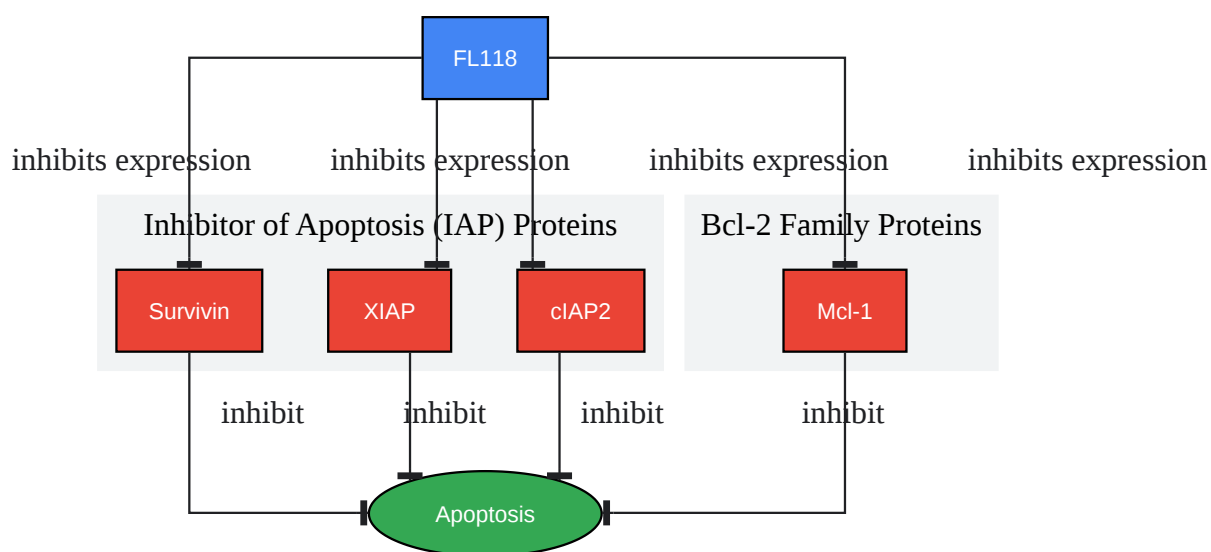 FL118
inhibits expression inhibits expression inhibits expression inhibits expression
Inhibitor of Apoptosis (IAP) Proteins Bcl-2 Family Proteins
Survivin XIAP cIAP2 Mcl-1
inhibit inhibit inhibit inhibit
Apoptosis